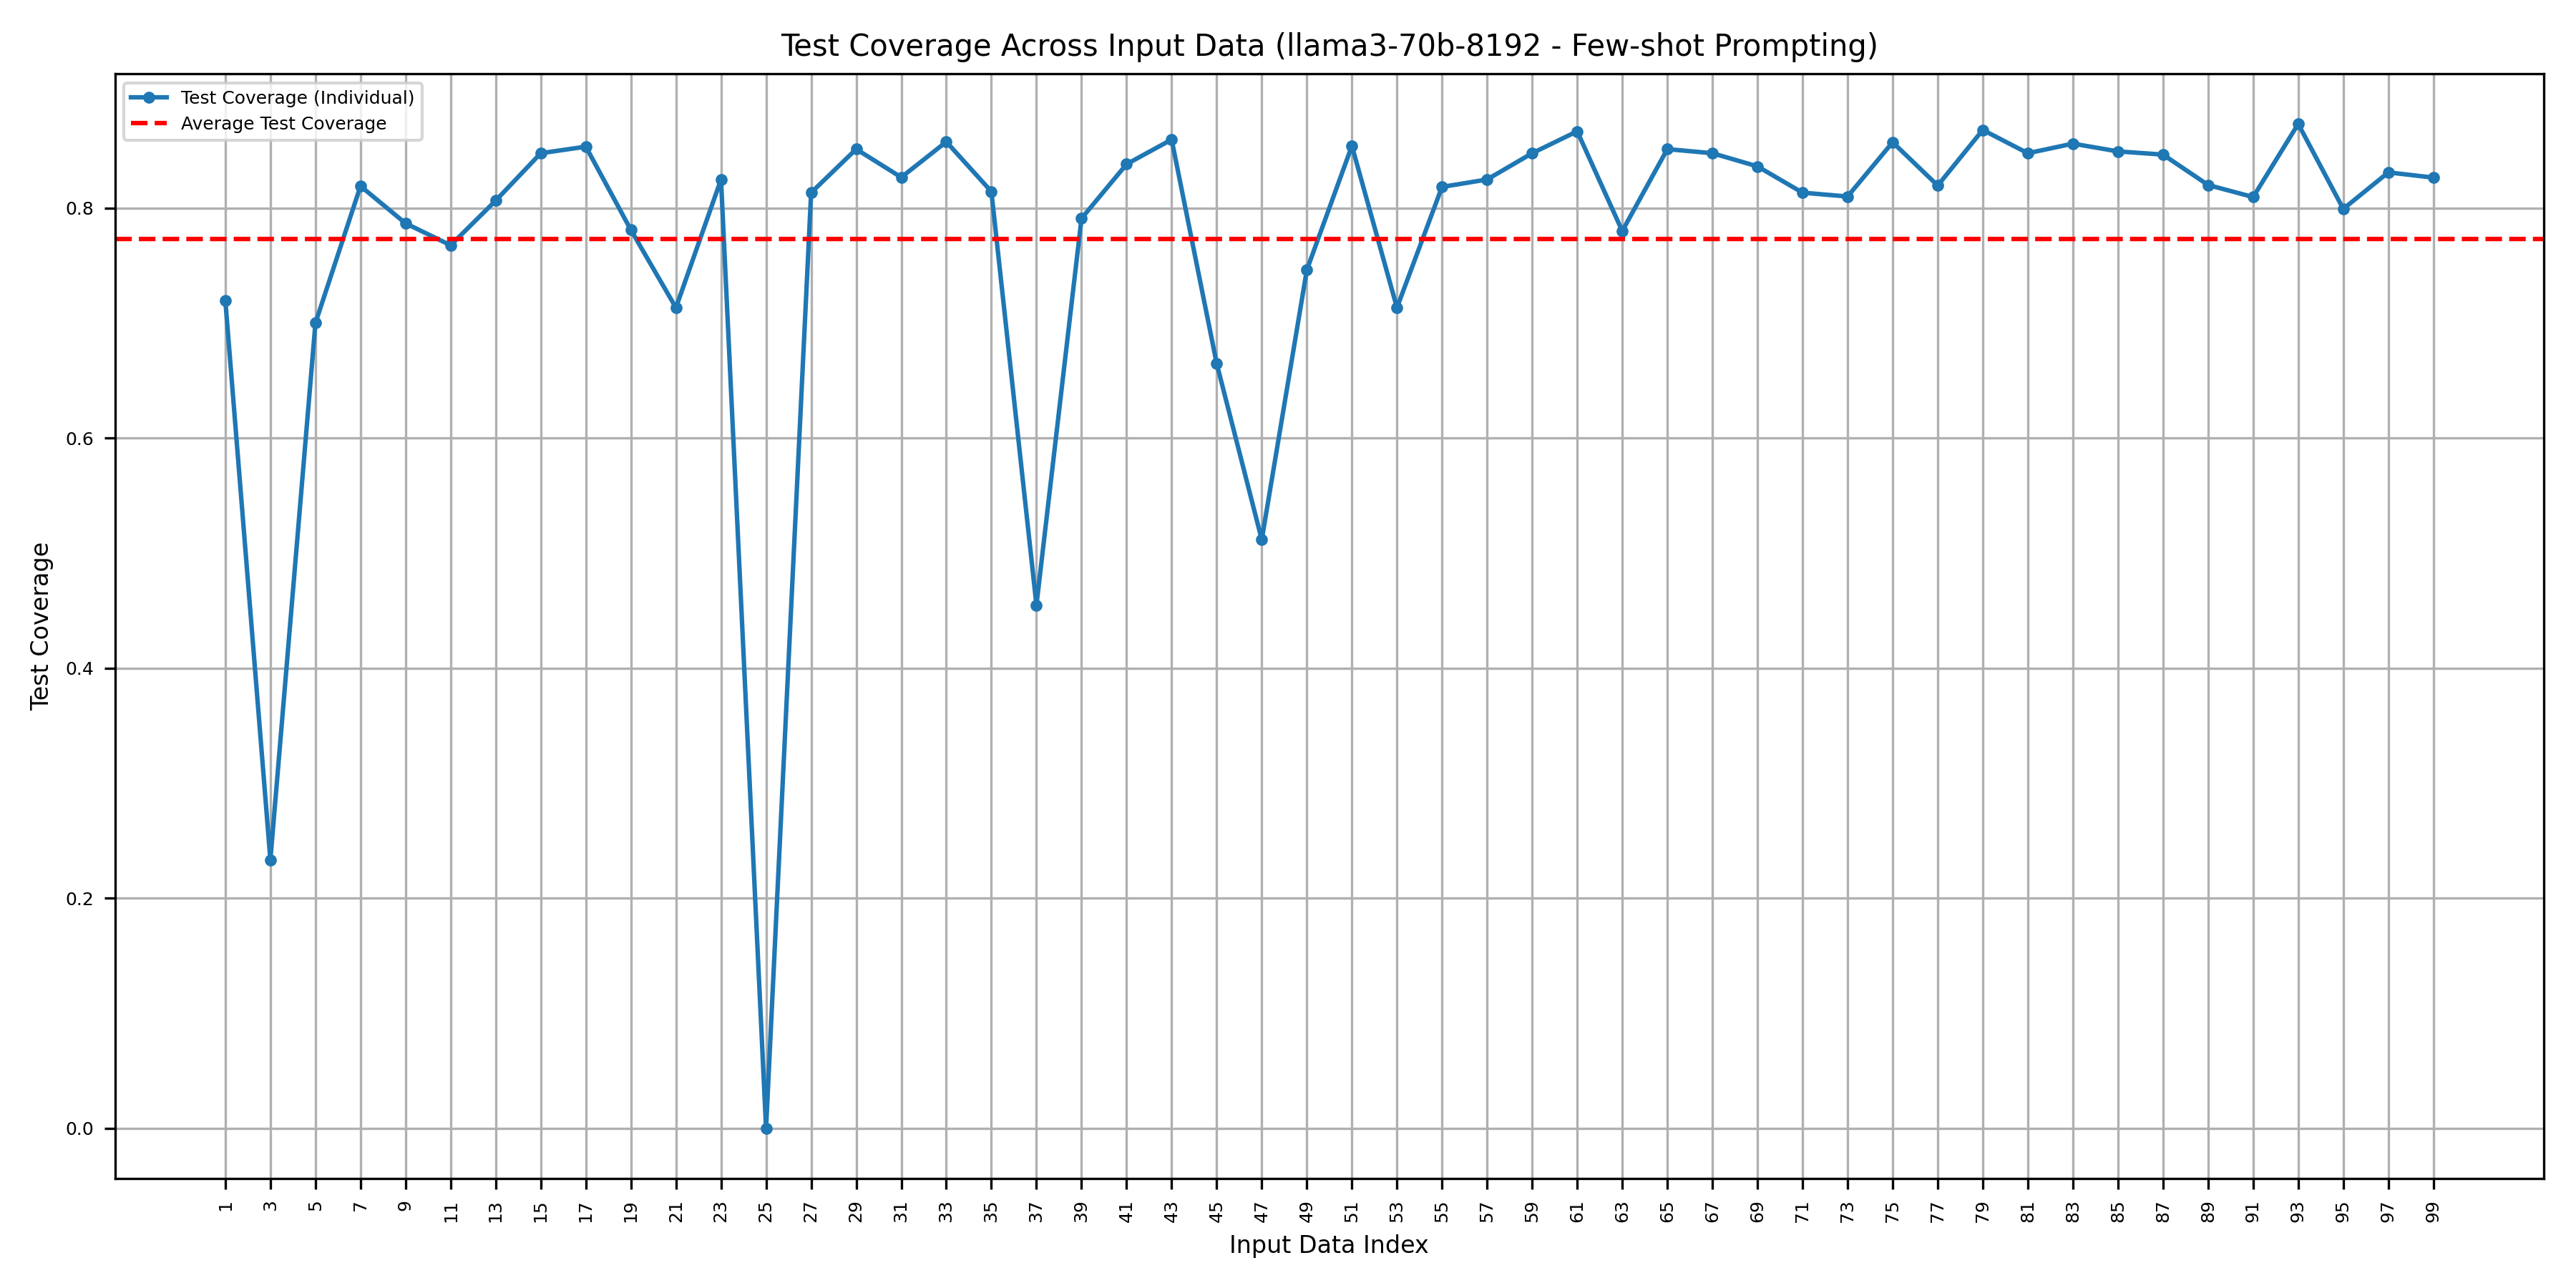 Test Coverage Across Input Data (llama3-70b-8192 - Few-shot Prompting)
Test Coverage (Individual)
Average Test Coverage
Test Coverage
0.8
0.6
0.4
0.2
0.0
1 3 5 7 9 11 13 15 17 19 21 23 25 27 29 31 33 35 37 39 41 43 45 47 49 51 53 55 57 59 61 63 65 67 69 71 73 75 77 79 81 83 85 87 89 91 93 95 97 99
Input Data Index